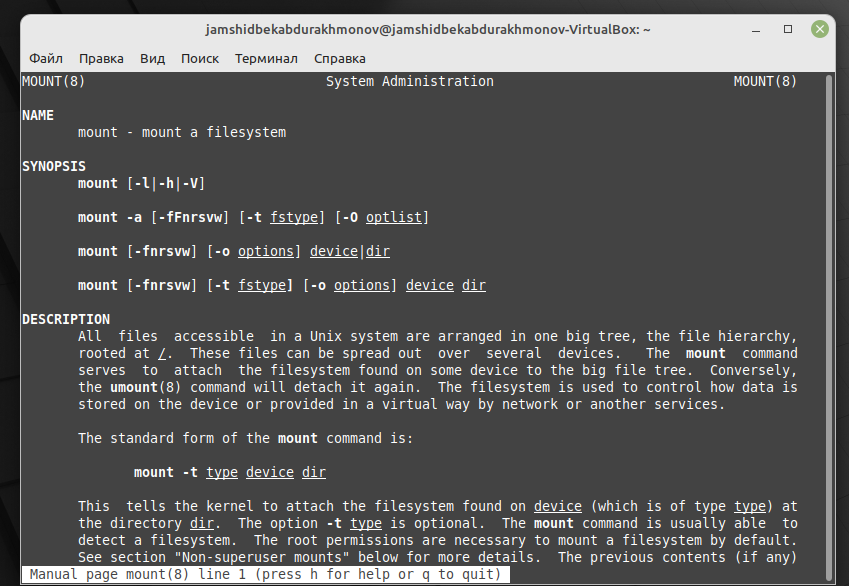 jamshidbekabdurakhmonov@jamshidbekabdurakhmonov-VirtualBox: ~
Файл Правка Вид Поиск Терминал Справка
MOUNT(8) System Administration MOUNT(8)
NAME
mount - mount a filesystem
SYNOPSIS
mount [-l|-h|-V]
mount -a [-fFnrsvw] [-t fstype] [-O optlist]
mount [-fnrsvw] [-o options] device|dir
mount [-fnrsvw] [-t fstype] [-o options] device dir
DESCRIPTION
All files accessible in a Unix system are arranged in one big tree, the file hierarchy,
rooted at /. These files can be spread out over several devices. The mount command
serves to attach the filesystem found on some device to the big file tree. Conversely,
the umount(8) command will detach it again. The filesystem is used to control how data is
stored on the device or provided in a virtual way by network or another services.
The standard form of the mount command is:
mount -t type device dir
This tells the kernel to attach the filesystem found on device (which is of type type) at
the directory dir. The option -t type is optional. The mount command is usually able to
detect a filesystem. The root permissions are necessary to mount a filesystem by default.
See section "Non-superuser mounts" below for more details. The previous contents (if any)
Manual page mount(8) line 1 (press h for help or q to quit)